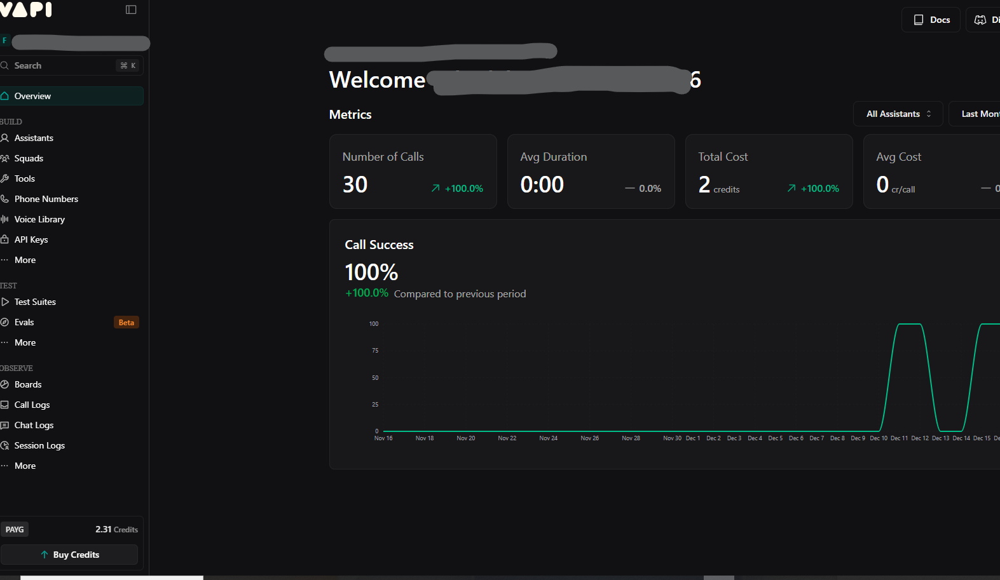 VAPI
F
Search
⌘ K
Overview
BUILD
Assistants
Squads
Tools
Phone Numbers
Voice Library
API Keys
More
TEST
Test Suites
Evals
Beta
More
OBSERVE
Boards
Call Logs
Chat Logs
Session Logs
More
PAYG
2.31 Credits
Buy Credits
Docs
Di
Welcome 6
Metrics
All Assistants
Last Mont
Number of Calls
30
+100.0%
Avg Duration
0:00
0.0%
Total Cost
2 credits
+100.0%
Avg Cost
0 cr/call
0
Call Success
100%
+100.0% Compared to previous period
100
75
50
25
0
Nov 16 Nov 18 Nov 20 Nov 22 Nov 24 Nov 26 Nov 28 Nov 30 Dec 1 Dec 2 Dec 3 Dec 4 Dec 5 Dec 6 Dec 7 Dec 8 Dec 9 Dec 10 Dec 11 Dec 12 Dec 13 Dec 14 Dec 15 De